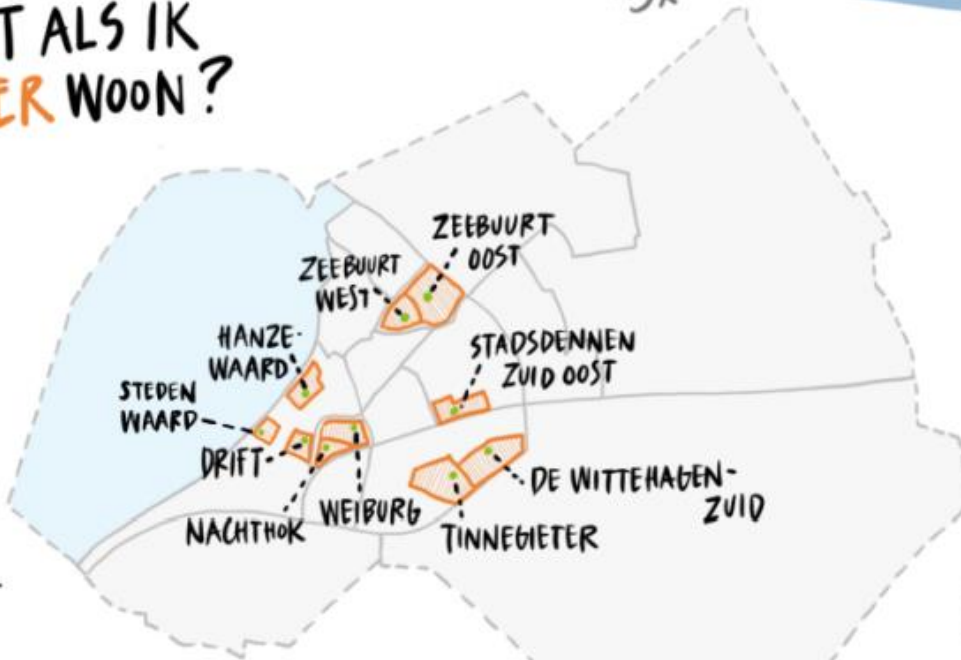 T ALS IK
ER WOON?
ZEEBUURT
OOST
ZEEBUURT
WEST
HANZE-
WAARD
STADSDENNEN
ZUID OOST
STEDEN
WAARD
DRIFT
NACHTHOK
WEIBURG
TINNEGIETER
DE WITTEHAGEN-
ZUID